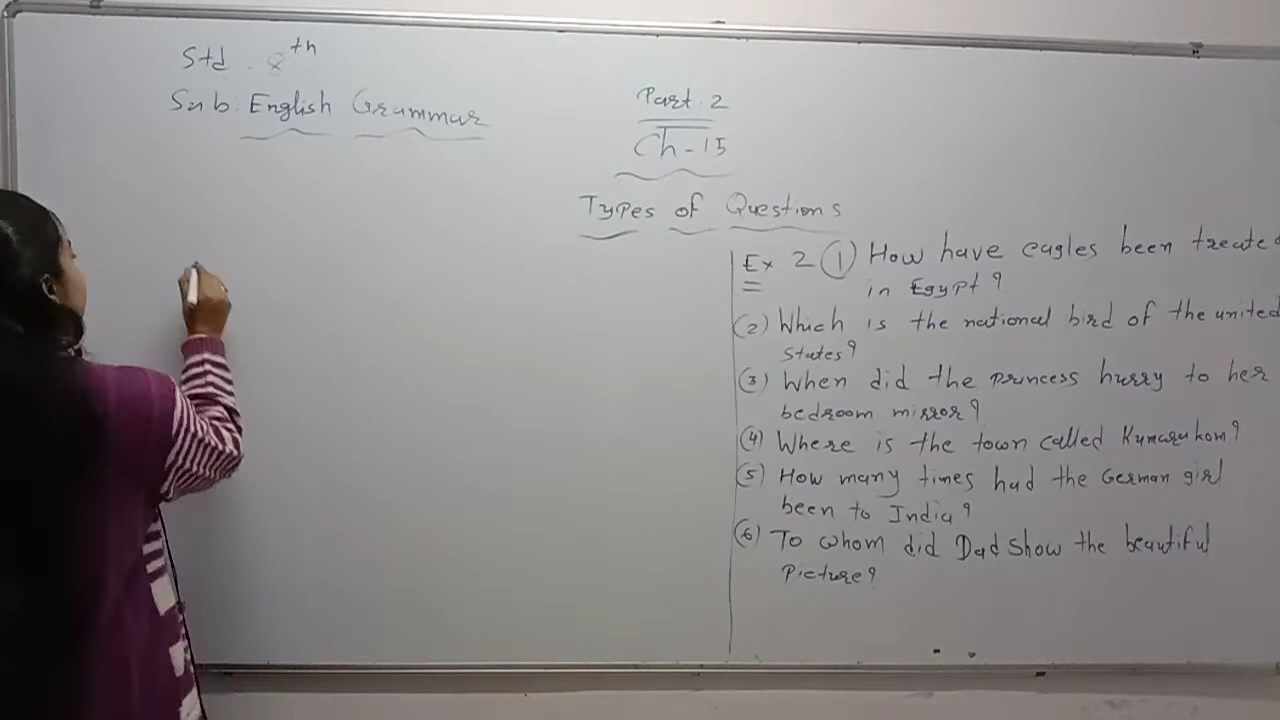 Std. 8th
Sub. English Grammar
Part. 2
Ch-15
Types of Questions
Ex 2 (1) How have eagles been treated
in Egypt?
(2) Which is the national bird of the united
states?
(3) When did the princess hurry to her
bedroom mirror?
(4) Where is the town called Kumarakom?
(5) How many times had the German girl
been to India?
(6) To whom did Dad show the beautiful
Picture?